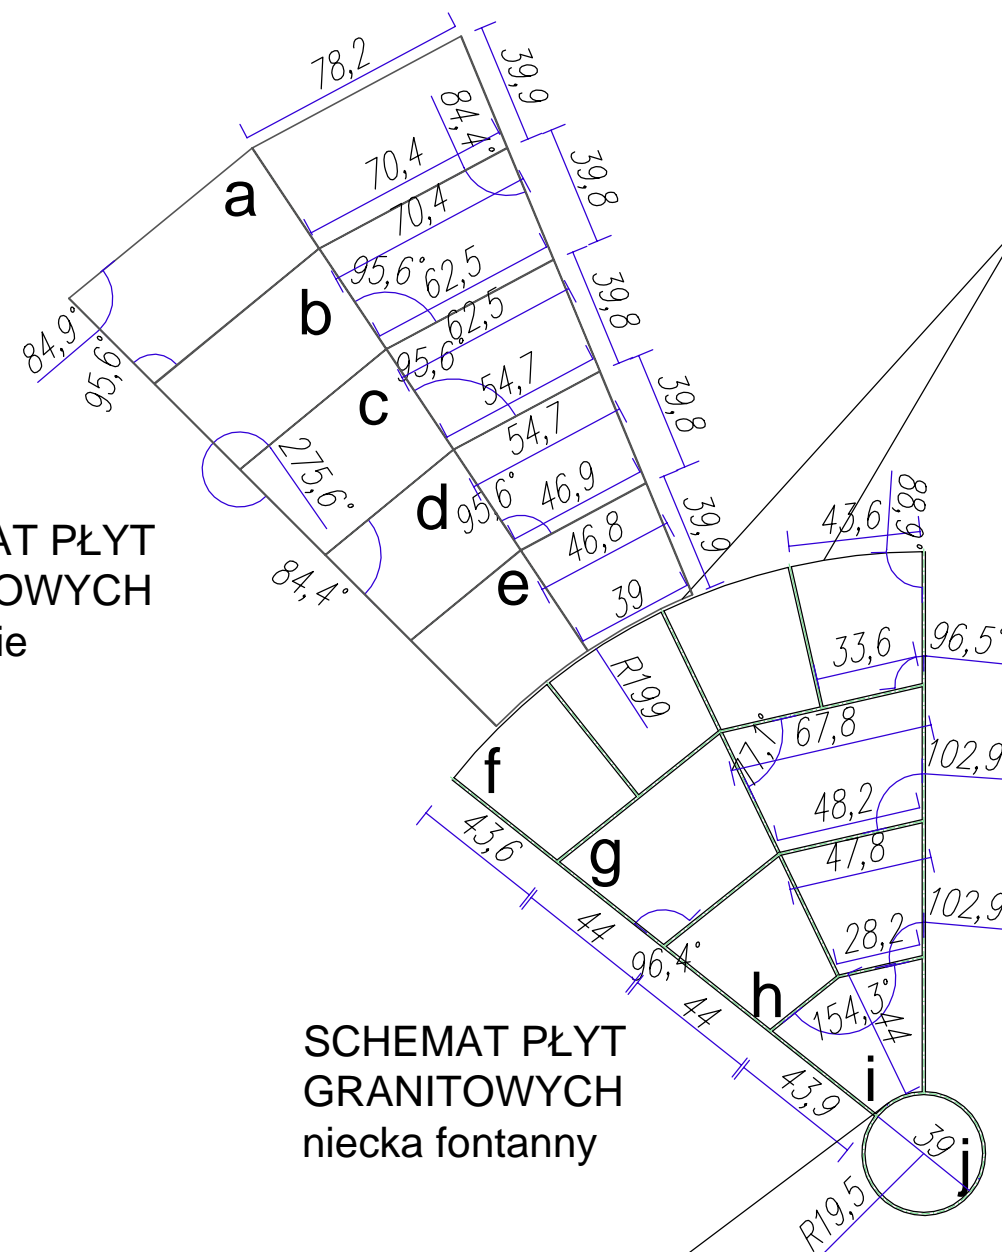 78,2
39,9
84,4°
70,4
39,8
a
70,4
95,6°
62,5
b
62,5
39,8
84,9°
95,6°
95,6°
c
54,7
39,8
54,7
275,6°
d
95,6°
46,9
39,9
43,6
88,9°
AT PŁYT
46,8
OWYCH
84,4°
e
39
ie
R199
33,6
96,5°
67,8
f
102,9
48,2
43,6
g
47,8
44
96,4°
28,2
102,9
h
44
154,3°
44
SCHEMAT PŁYT
GRANITOWYCH
niecka fontanny
43,9
i
39
j
R19,5